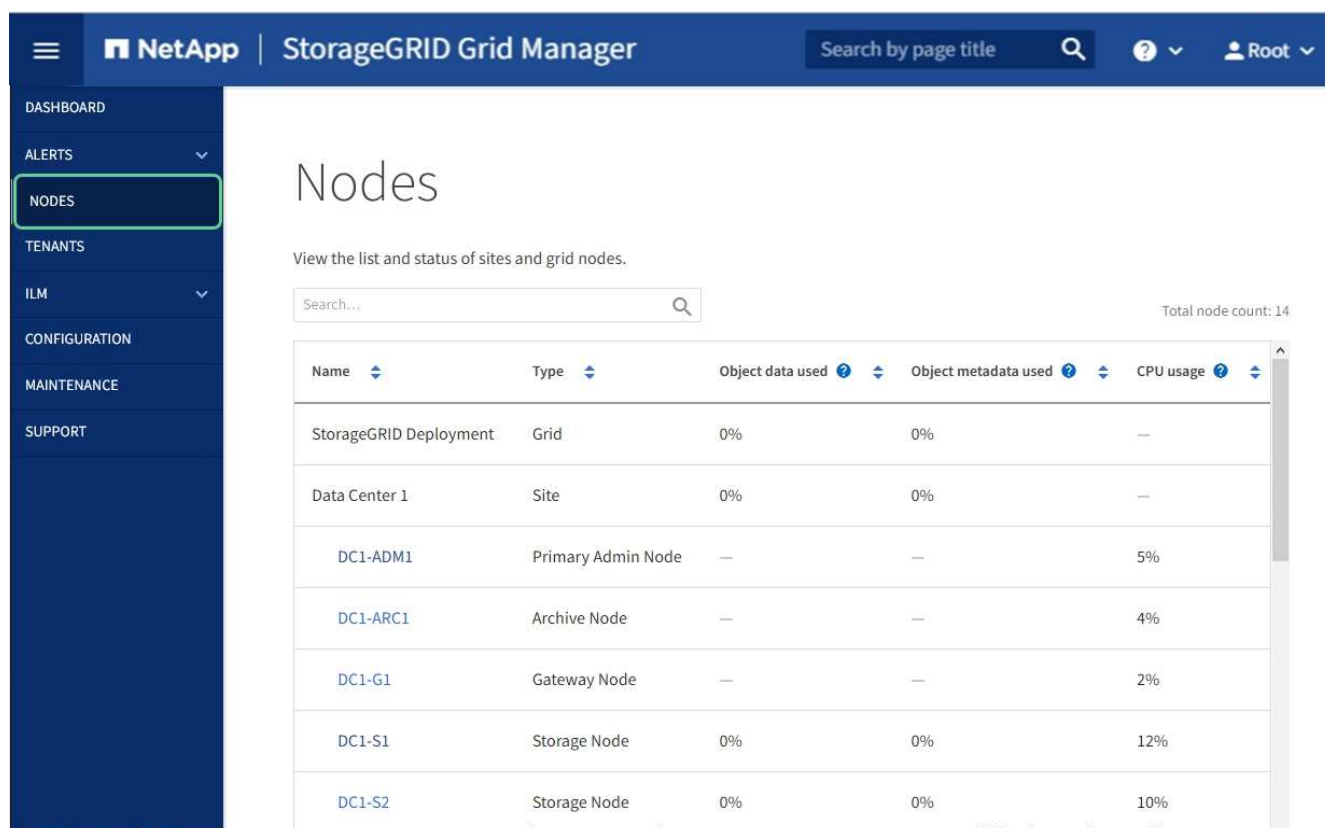 NetApp | StorageGRID Grid Manager Search by page title ? Root
DASHBOARD
ALERTS
NODES
TENANTS
ILM
CONFIGURATION
MAINTENANCE
SUPPORT
Nodes
View the list and status of sites and grid nodes.
Search...
Total node count: 14
Name Type Object data used ? Object metadata used ? CPU usage ?
StorageGRID Deployment Grid 0% 0% —
Data Center 1 Site 0% 0% —
DC1-ADM1 Primary Admin Node — — 5%
DC1-ARC1 Archive Node — — 4%
DC1-G1 Gateway Node — — 2%
DC1-S1 Storage Node 0% 0% 12%
DC1-S2 Storage Node 0% 0% 10%